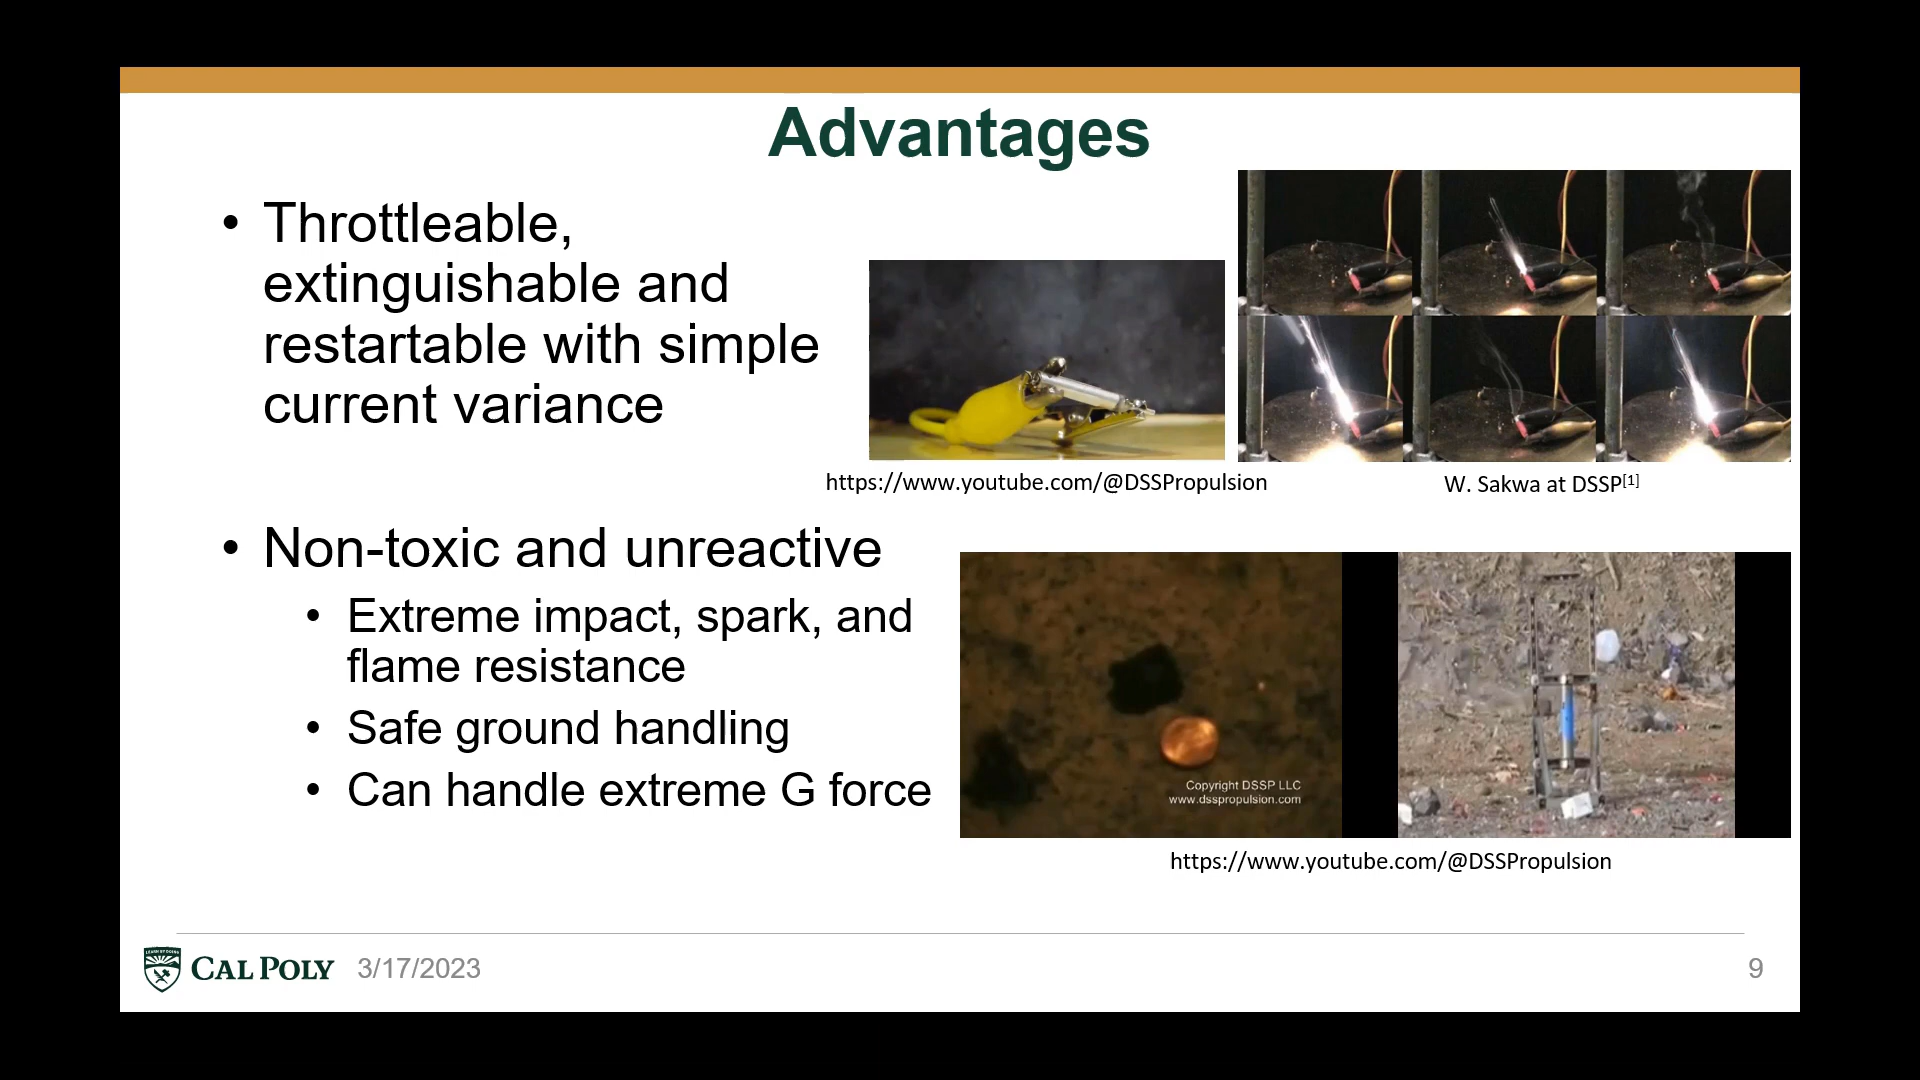 Advantages
• Throttleable,
extinguishable and
restartable with simple
current variance
https://www.youtube.com/@DSSPropulsion
W. Sakwa at DSSP[1]
• Non-toxic and unreactive
• Extreme impact, spark, and
flame resistance
• Safe ground handling
• Can handle extreme G force
Copyright DSSP LLC
www.dsspropulsion.com
https://www.youtube.com/@DSSPropulsion
CAL POLY
3/17/2023
9